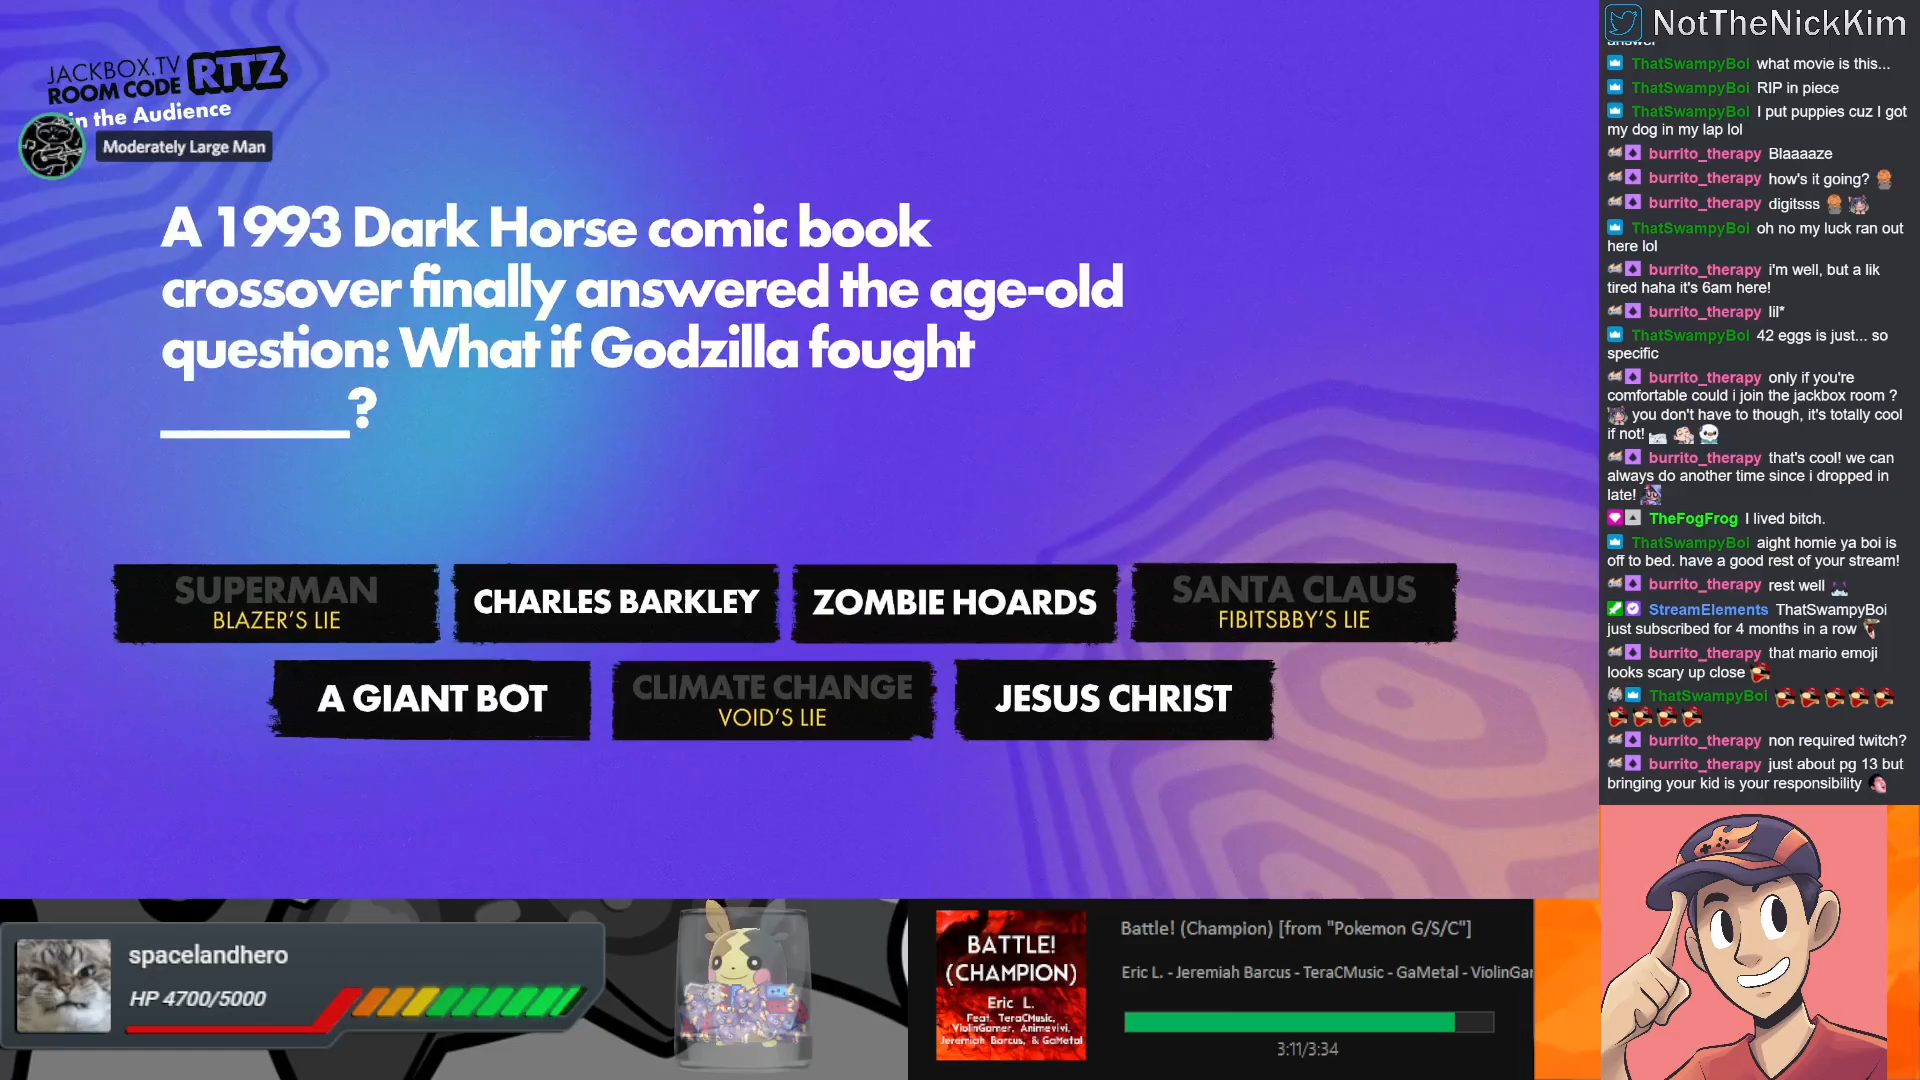 JACKBOX.TV
ROOM CODE RTTZ
in the Audience
Moderately Large Man
A 1993 Dark Horse comic book
crossover finally answered the age-old
question: What if Godzilla fought
_______?
SUPERMAN
BLAZER'S LIE
CHARLES BARKLEY
ZOMBIE HOARDS
SANTA CLAUS
FIBITSBBY'S LIE
A GIANT BOT
CLIMATE CHANGE
VOID'S LIE
JESUS CHRIST
NotTheNickKim
answer
ThatSwampyBoI what movie is this...
ThatSwampyBoI RIP in piece
ThatSwampyBoI I put puppies cuz I got
my dog in my lap lol
burrito_therapy Blaaaaze
burrito_therapy how's it going?
burrito_therapy digitsss
ThatSwampyBoI oh no my luck ran out
here lol
burrito_therapy i'm well, but a lik
tired haha it's 6am here!
burrito_therapy lil*
ThatSwampyBoI 42 eggs is just... so
specific
burrito_therapy only if you're
comfortable could i join the jackbox room ?
you don't have to though, it's totally cool
if not!
burrito_therapy that's cool! we can
always do another time since i dropped in
late!
TheFogFrog I lived bitch.
ThatSwampyBoI aight homie ya boi is
off to bed. have a good rest of your stream!
burrito_therapy rest well
StreamElements ThatSwampyBoi
just subscribed for 4 months in a row
burrito_therapy that mario emoji
looks scary up close
ThatSwampyBoi
burrito_therapy non required twitch?
burrito_therapy just about pg 13 but
bringing your kid is your responsibility
spacelandhero
HP 4700/5000
BATTLE!
(CHAMPION)
Eric L.
Feat. TeraCMusic,
ViolinGamer, Animevivi,
Jeremiah Barcus, & GaMetal
Battle! (Champion) [from "Pokemon G/S/C"]
Eric L. - Jeremiah Barcus - TeraCMusic - GaMetal - ViolinGar
3:11/3:34